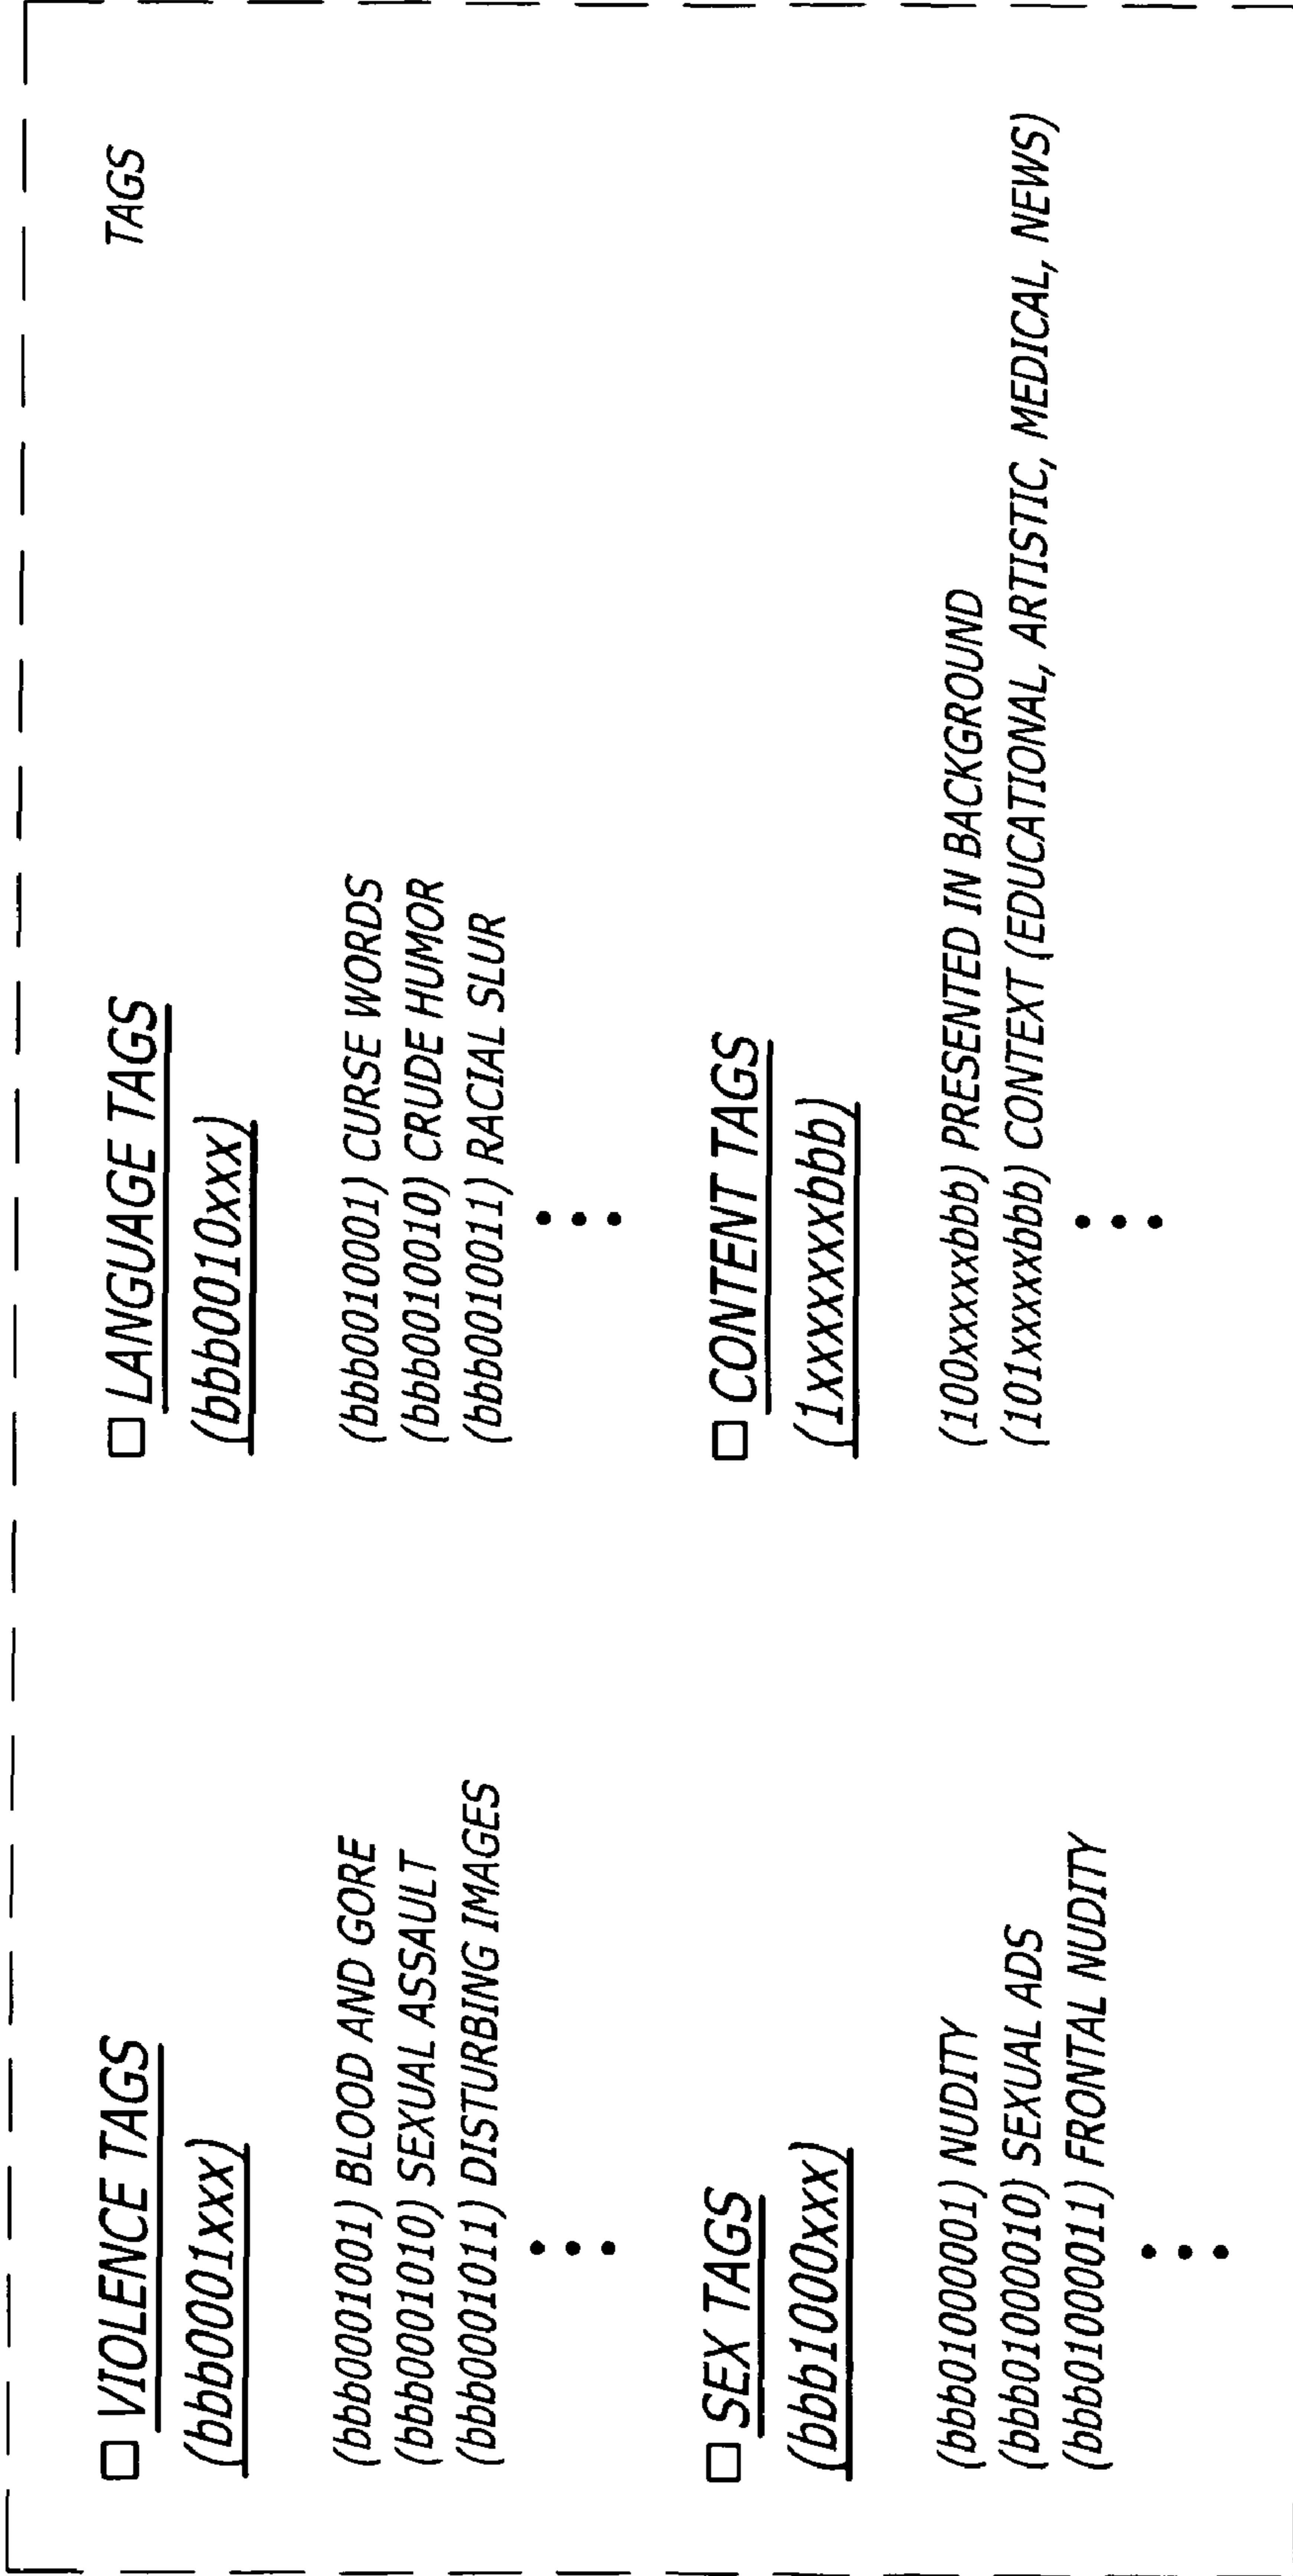 TAGS
□ VIOLENCE TAGS
(bbb0001xxx)
(bbb0001001) BLOOD AND GORE
(bbb0001010) SEXUAL ASSAULT
(bbb0001011) DISTURBING IMAGES
□ LANGUAGE TAGS
(bbb0010xxx)
(bbb0010001) CURSE WORDS
(bbb0010010) CRUDE HUMOR
(bbb0010011) RACIAL SLUR
□ SEX TAGS
(bbb1000xxx)
(bbb01000001) NUDITY
(bbb01000010) SEXUAL ADS
(bbb01000011) FRONTAL NUDITY
□ CONTENT TAGS
(1xxxxxxbbb)
(100xxxxbbb) PRESENTED IN BACKGROUND
(101xxxxbbb) CONTEXT (EDUCATIONAL, ARTISTIC, MEDICAL, NEWS)